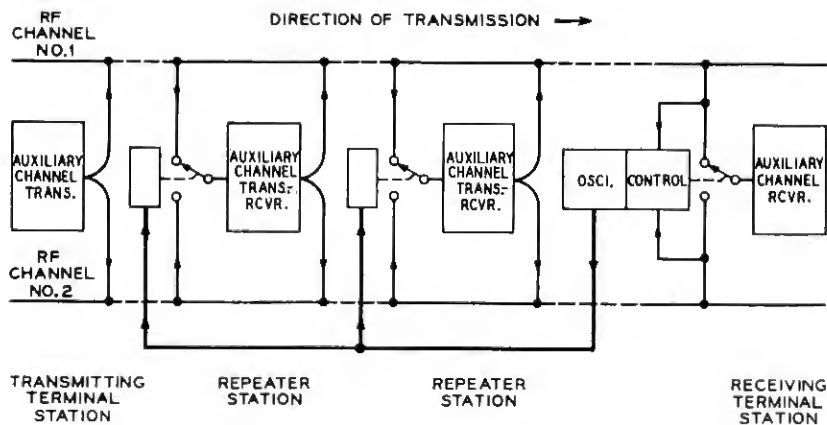 RF
CHANNEL
NO.1
DIRECTION OF TRANSMISSION
AUXILIARY
CHANNEL
TRANS.
AUXILIARY
CHANNEL
TRANS.-
RCVR.
AUXILIARY
CHANNEL
TRANS.-
RCVR.
OSCI.
CONTROL
AUXILIARY
CHANNEL
RCVR.
RF
CHANNEL
NO.2
TRANSMITTING
TERMINAL
STATION
REPEATER
STATION
REPEATER
STATION
RECEIVING
TERMINAL
STATION